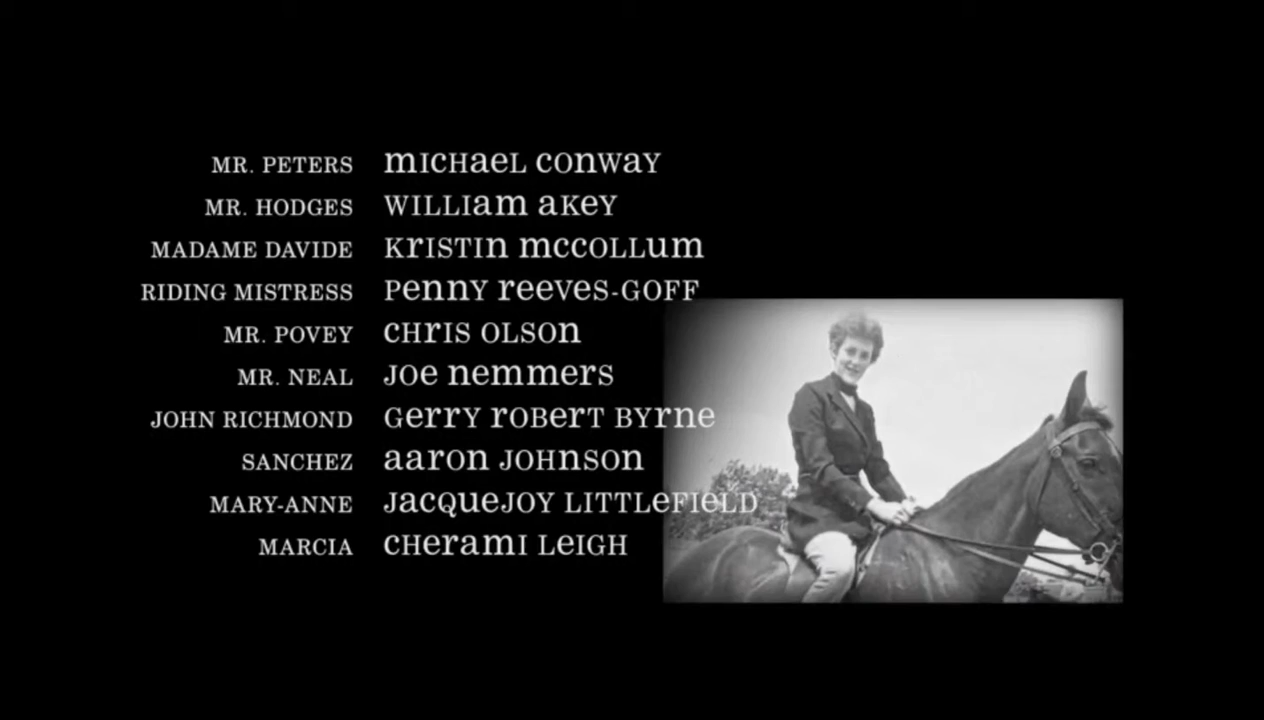 MR. PETERS michael conway
MR. HODGES william akey
MADAME DAVIDE kristin mccollum
RIDING MISTRESS penny reeves-goff
MR. POVEY chris olson
MR. NEAL joe nemmers
JOHN RICHMOND gerry robert byrne
SANCHEZ aaron johnson
MARY-ANNE jacquejoy littlefield
MARCIA cherami leigh